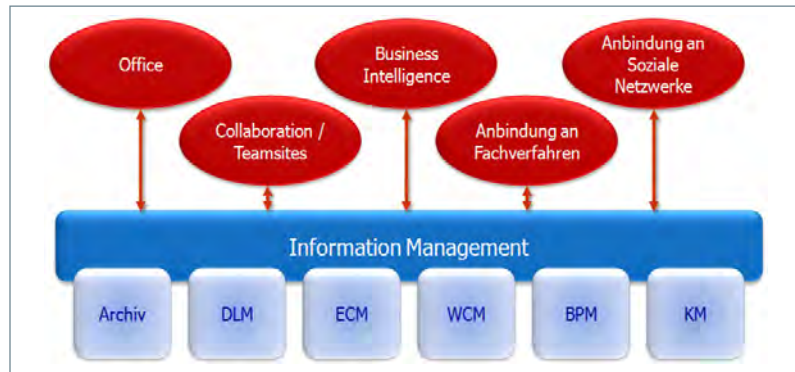 Office
Business
Intelligence
Anbindung an
Soziale
Netzwerke
Collaboration /
Teamsites
Anbindung an
Fachverfahren
Information Management
Archiv
DLM
ECM
WCM
BPM
KM